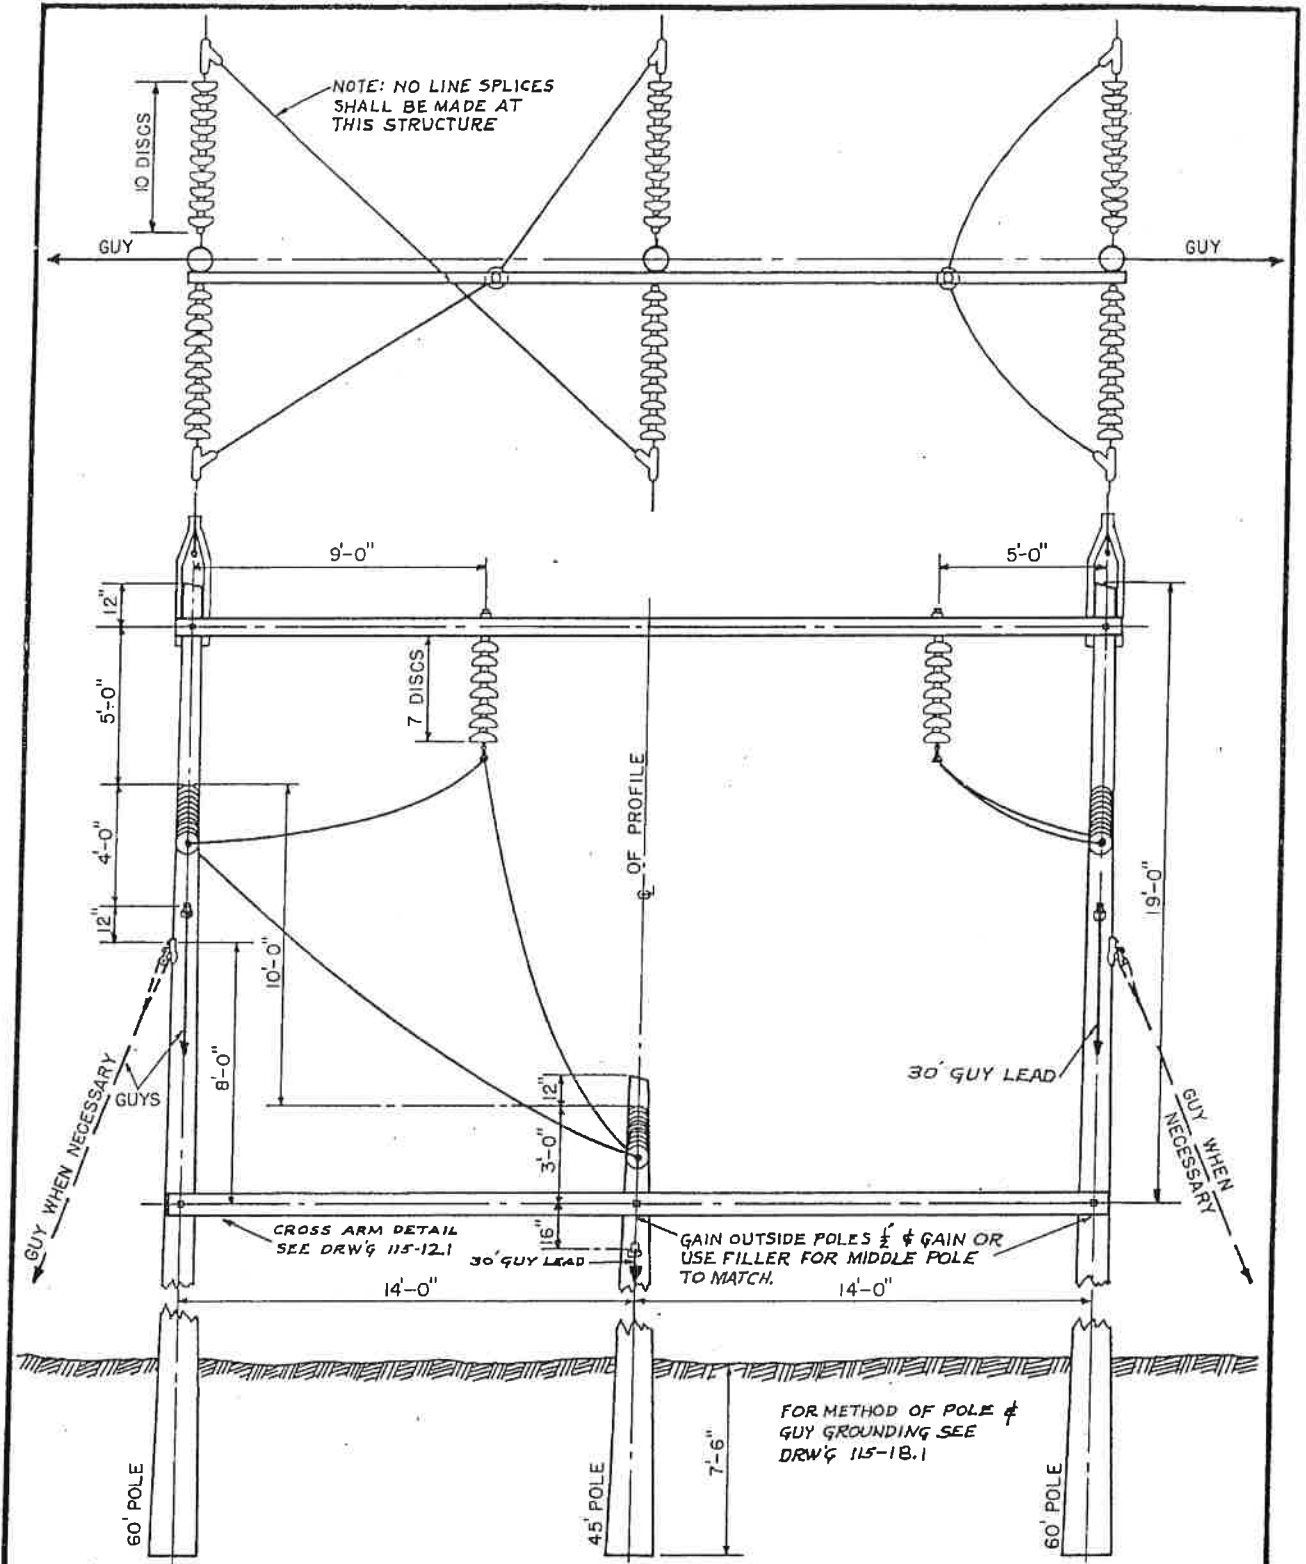 NOTE: NO LINE SPLICES
SHALL BE MADE AT
THIS STRUCTURE
10 DISCS
GUY
GUY
9'-0"
5'-0"
12"
5'-0"
7 DISCS
℄ OF PROFILE
4'-0"
12"
10'-0"
19'-0"
8'-0"
GUYS
GUY WHEN NECESSARY
30' GUY LEAD
GUY WHEN
NECESSARY
12"
3'-0"
16"
CROSS ARM DETAIL
SEE DRW'G 115-12.1
30' GUY LEAD
GAIN OUTSIDE POLES ½" & GAIN OR
USE FILLER FOR MIDDLE POLE
TO MATCH.
14'-0"
14'-0"
FOR METHOD OF POLE &
GUY GROUNDING SEE
DRW'G 115-18.1
7'-6"
60' POLE
45' POLE
60' POLE